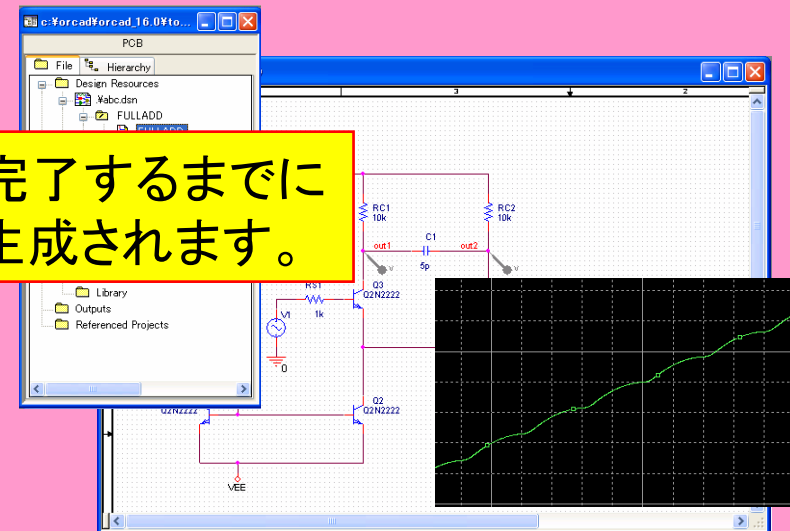 c:¥orcad¥orcad_16.0¥to...
PCB
File
Hierarchy
Design Resources
.¥abc.dsn
FULLADD
完了するまでに
生成されます。
Library
Outputs
Referenced Projects
3
2
RC1
10k
RC2
10k
out1
C1
out2
5p
V
V
RS1
1k
Q3
Q2N2222
V1
0
Q2N2222
Q2
Q2N2222
VEE